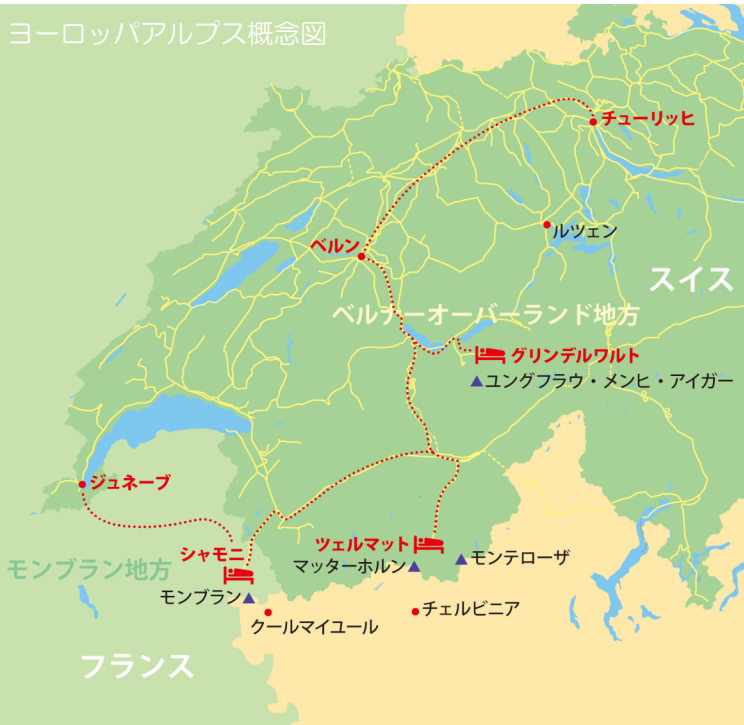 ヨーロッパアルプス概念図
チューリッヒ
ルツェン
ベルン
スイス
ベルナーオーバーランド地方
グリンデルワルト
ユングフラウ・メンヒ・アイガー
ジュネーブ
シャモニ
ツェルマット
モンテローザ
マッターホルン
モンブラン地方
モンブラン
チェルビニア
クールマイユール
フランス